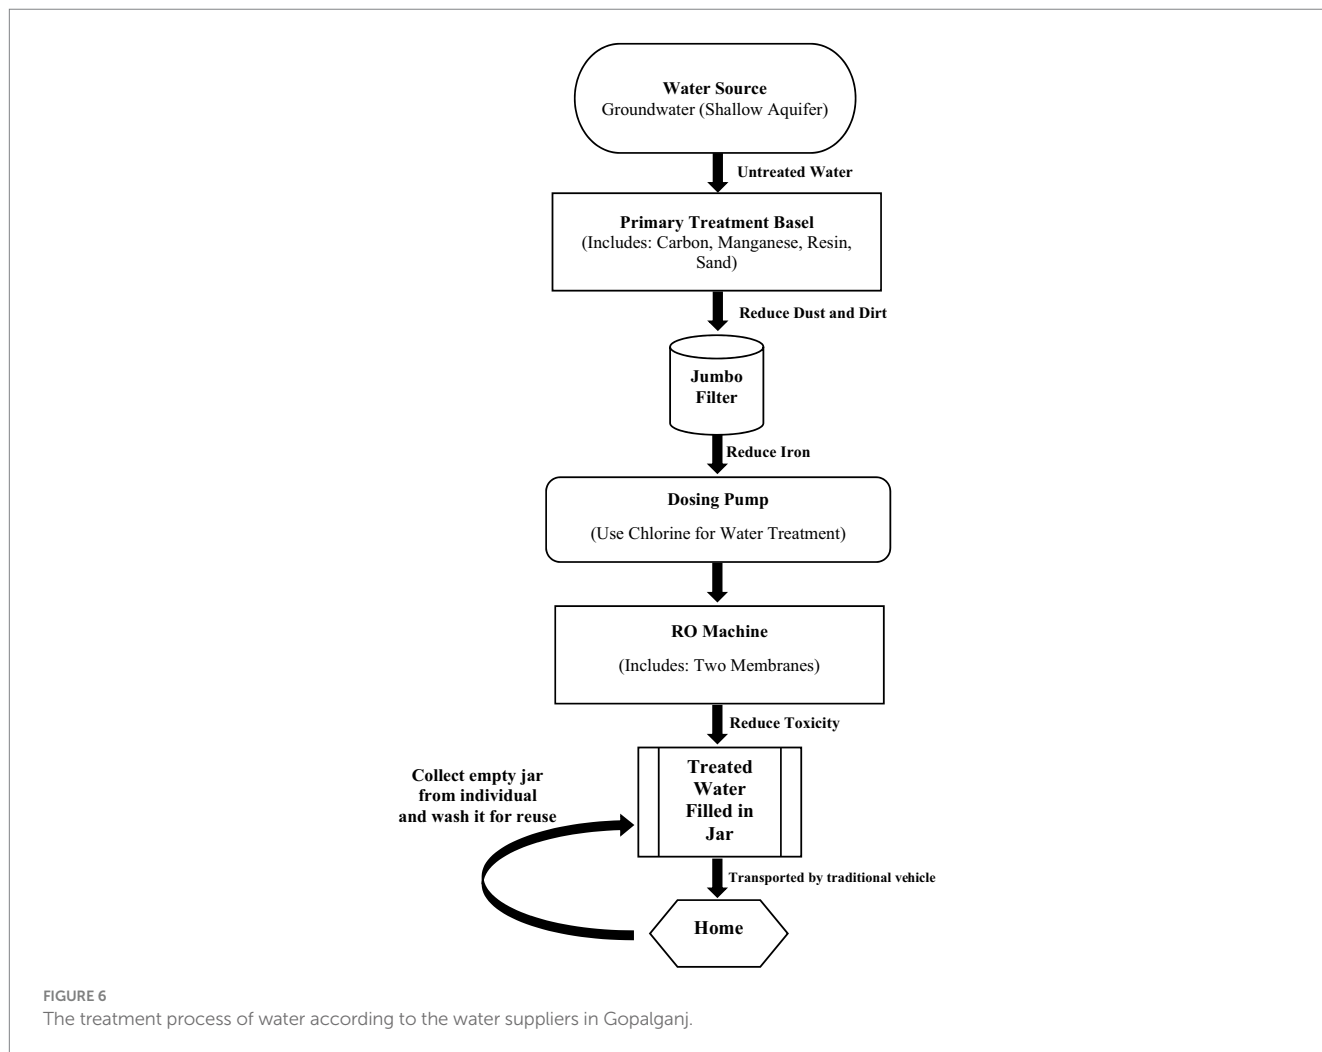 Water Source
Groundwater (Shallow Aquifer)
Untreated Water
Primary Treatment Basel
(Includes: Carbon, Manganese, Resin,
Sand)
Reduce Dust and Dirt
Jumbo
Filter
Reduce Iron
Dosing Pump
(Use Chlorine for Water Treatment)
RO Machine
(Includes: Two Membranes)
Reduce Toxicity
Treated
Water
Filled in
Jar
Collect empty jar
from individual
and wash it for reuse
Transported by traditional vehicle
Home
FIGURE 6
The treatment process of water according to the water suppliers in Gopalganj.